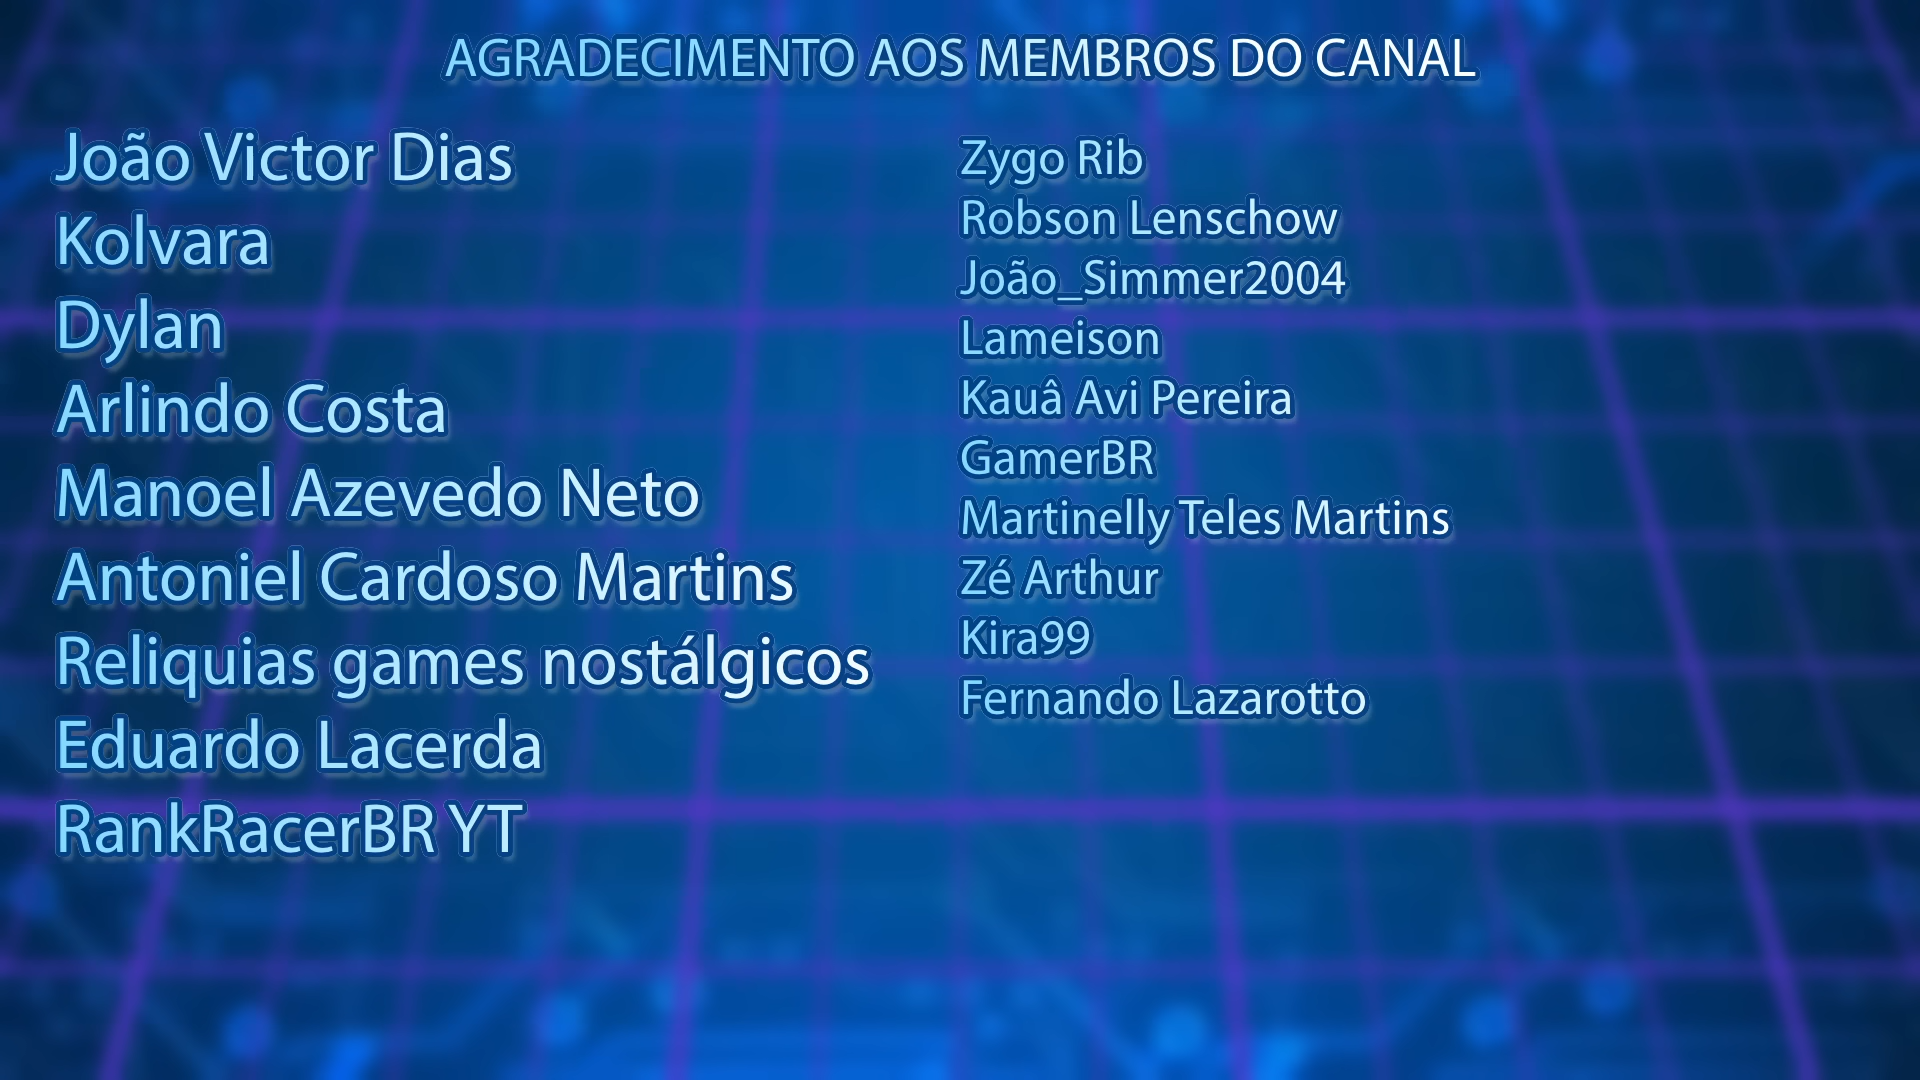 AGRADECIMENTO AOS MEMBROS DO CANAL
João Victor Dias
Kolvara
Dylan
Arlindo Costa
Manoel Azevedo Neto
Antoniel Cardoso Martins
Reliquias games nostálgicos
Eduardo Lacerda
RankRacerBR YT
Zygo Rib
Robson Lenschow
João_Simmer2004
Lameison
Kauâ Avi Pereira
GamerBR
Martinelly Teles Martins
Zé Arthur
Kira99
Fernando Lazarotto